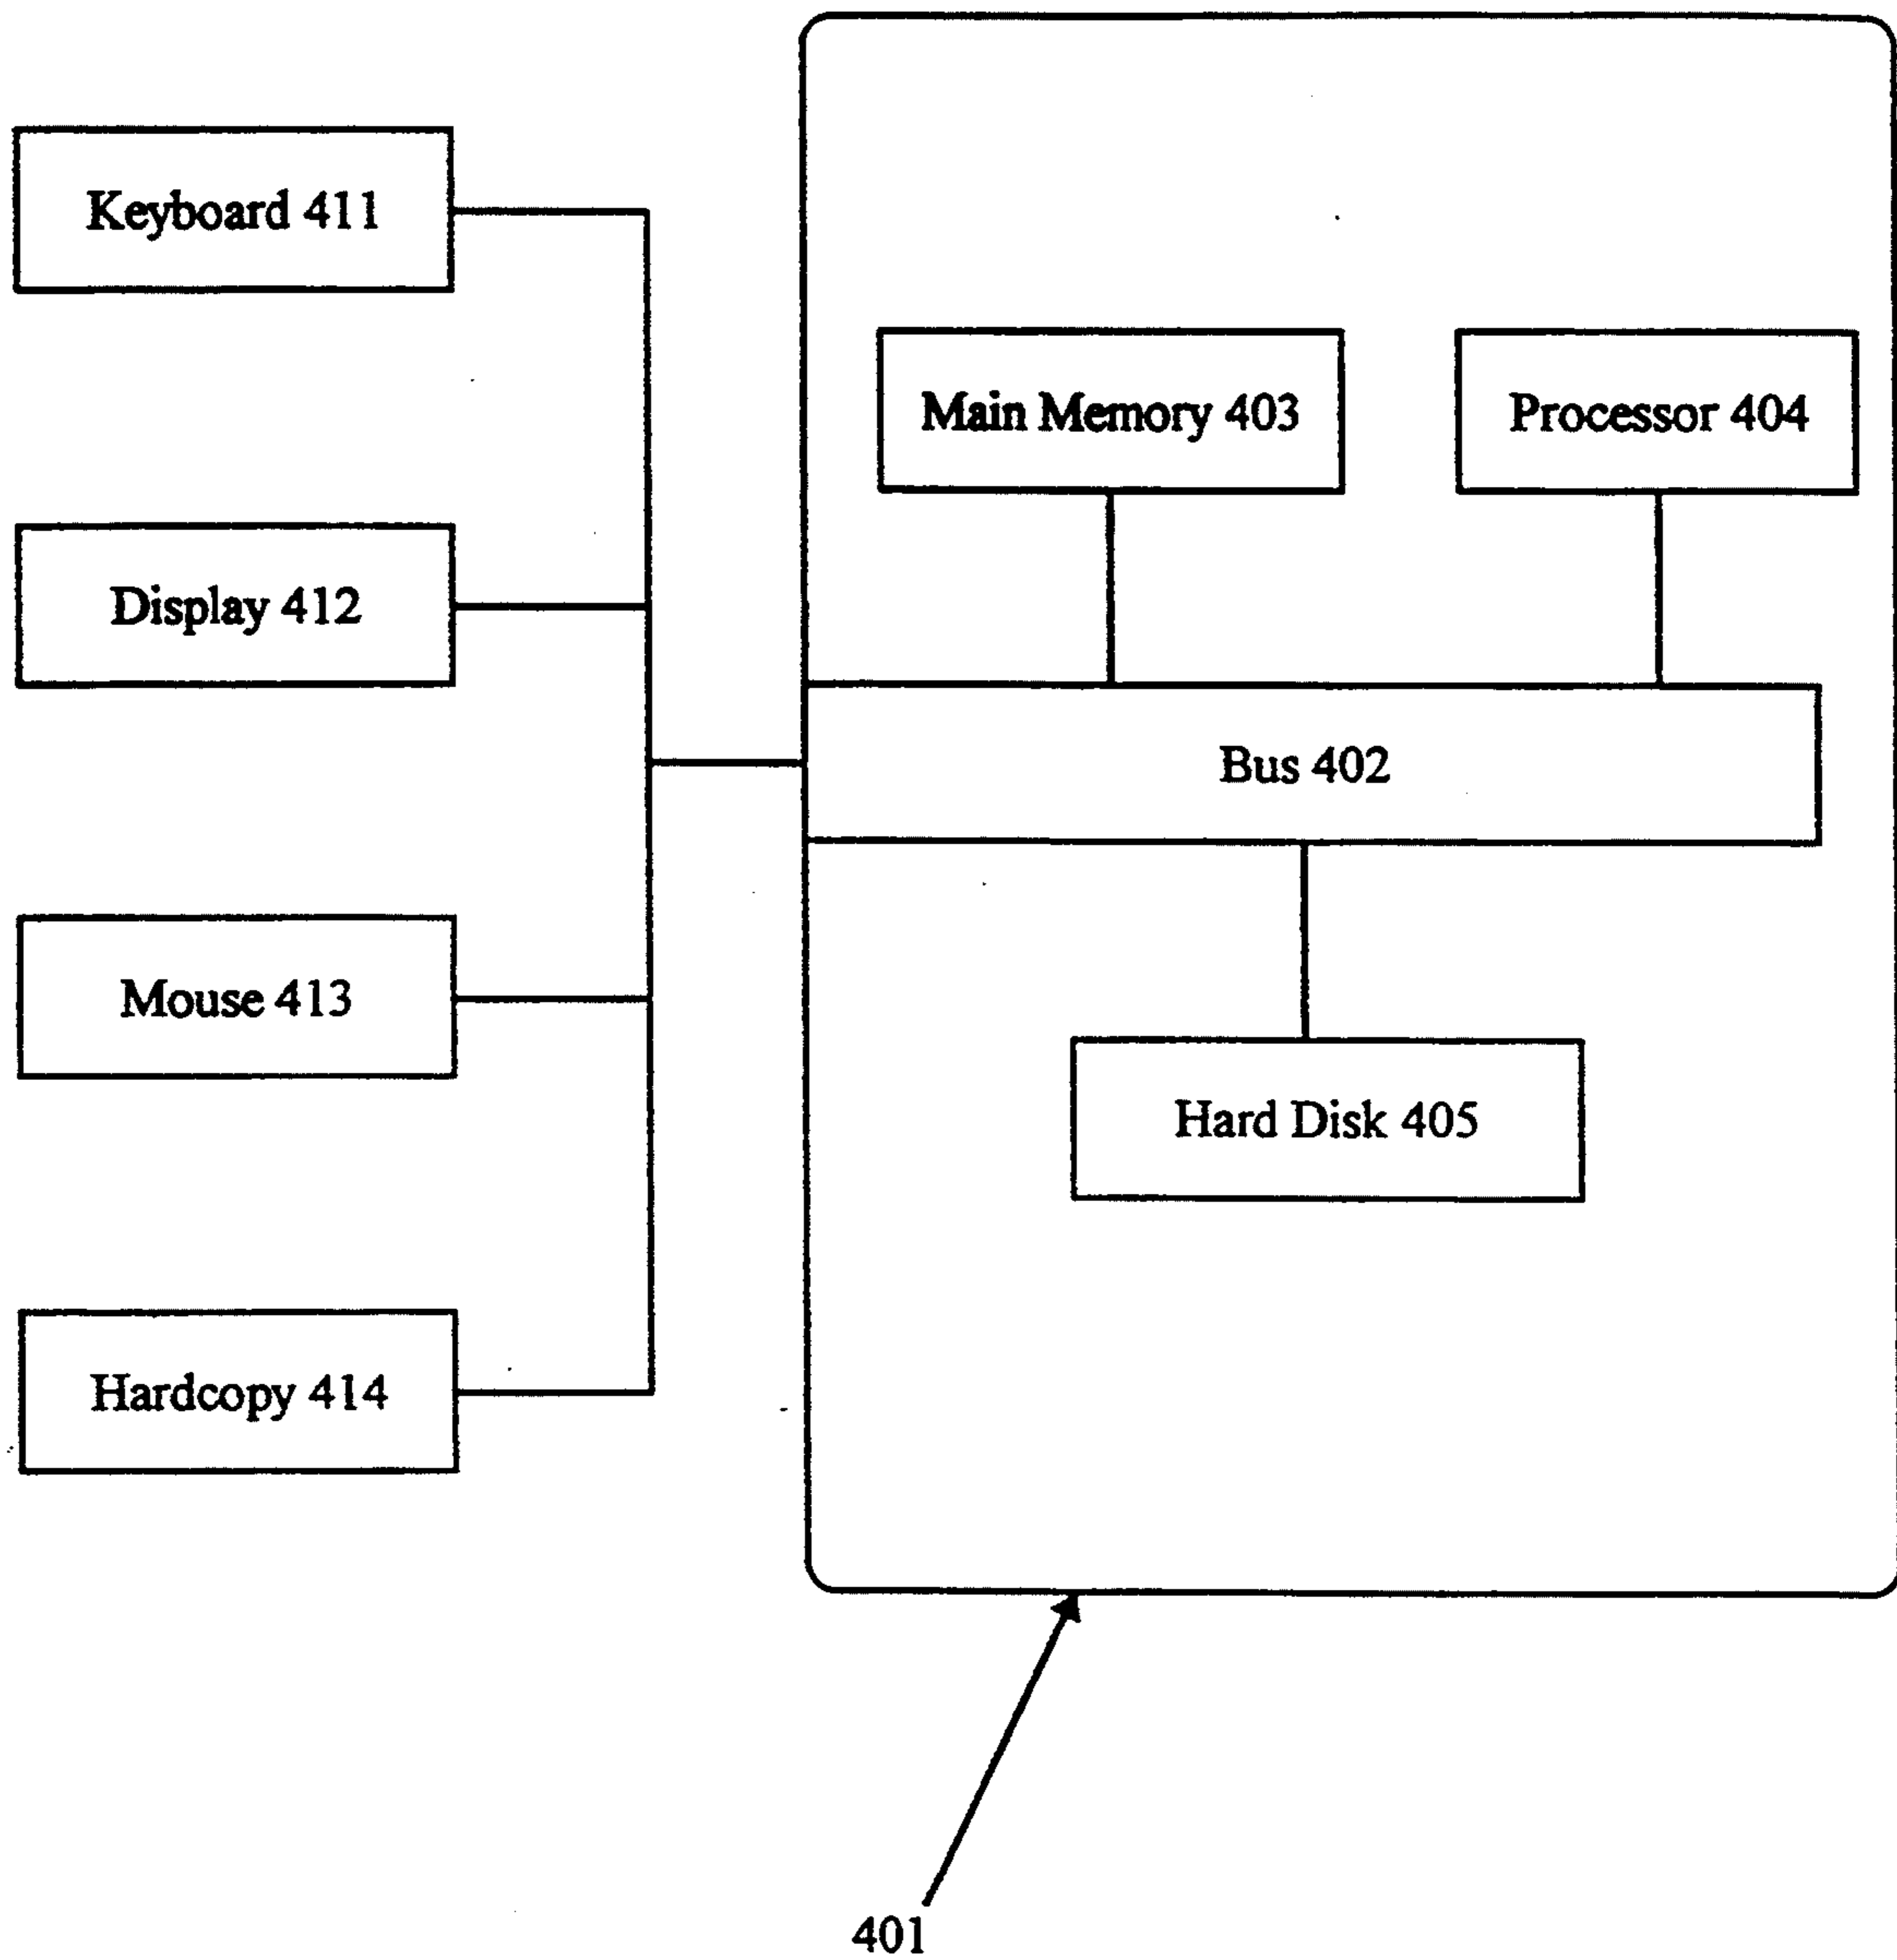 Keyboard 411
Main Memory 403
Processor 404
Display 412
Bus 402
Mouse 413
Hard Disk 405
Hardcopy 414
401